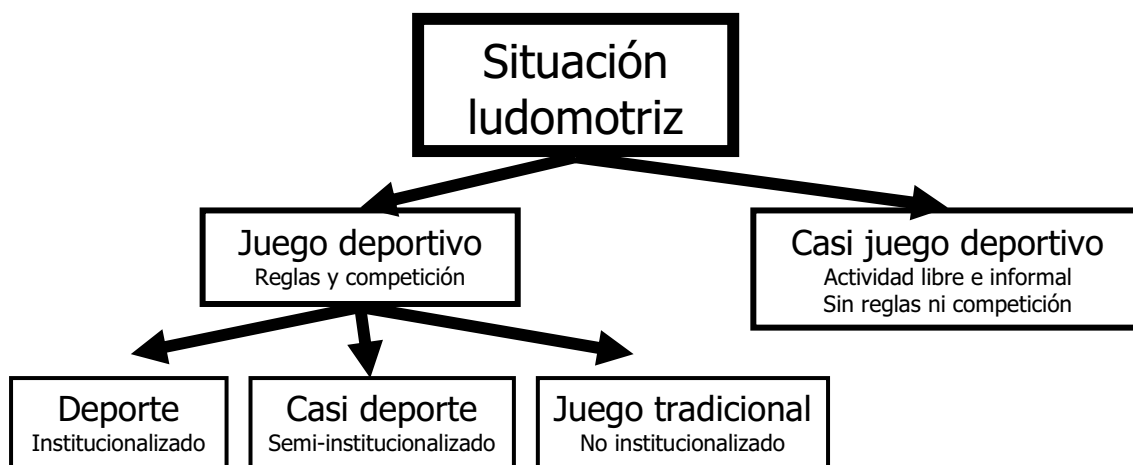 Situación
ludomotriz
Juego deportivo
Reglas y competición
Casi juego deportivo
Actividad libre e informal
Sin reglas ni competición
Deporte
Institucionalizado
Casi deporte
Semi-institucionalizado
Juego tradicional
No institucionalizado